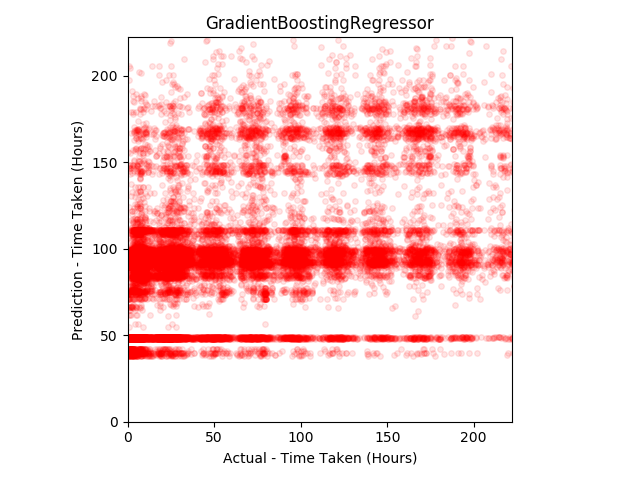 GradientBoostingRegressor
Prediction - Time Taken (Hours)
200
150
100
50
0
0 50 100 150 200
Actual - Time Taken (Hours)